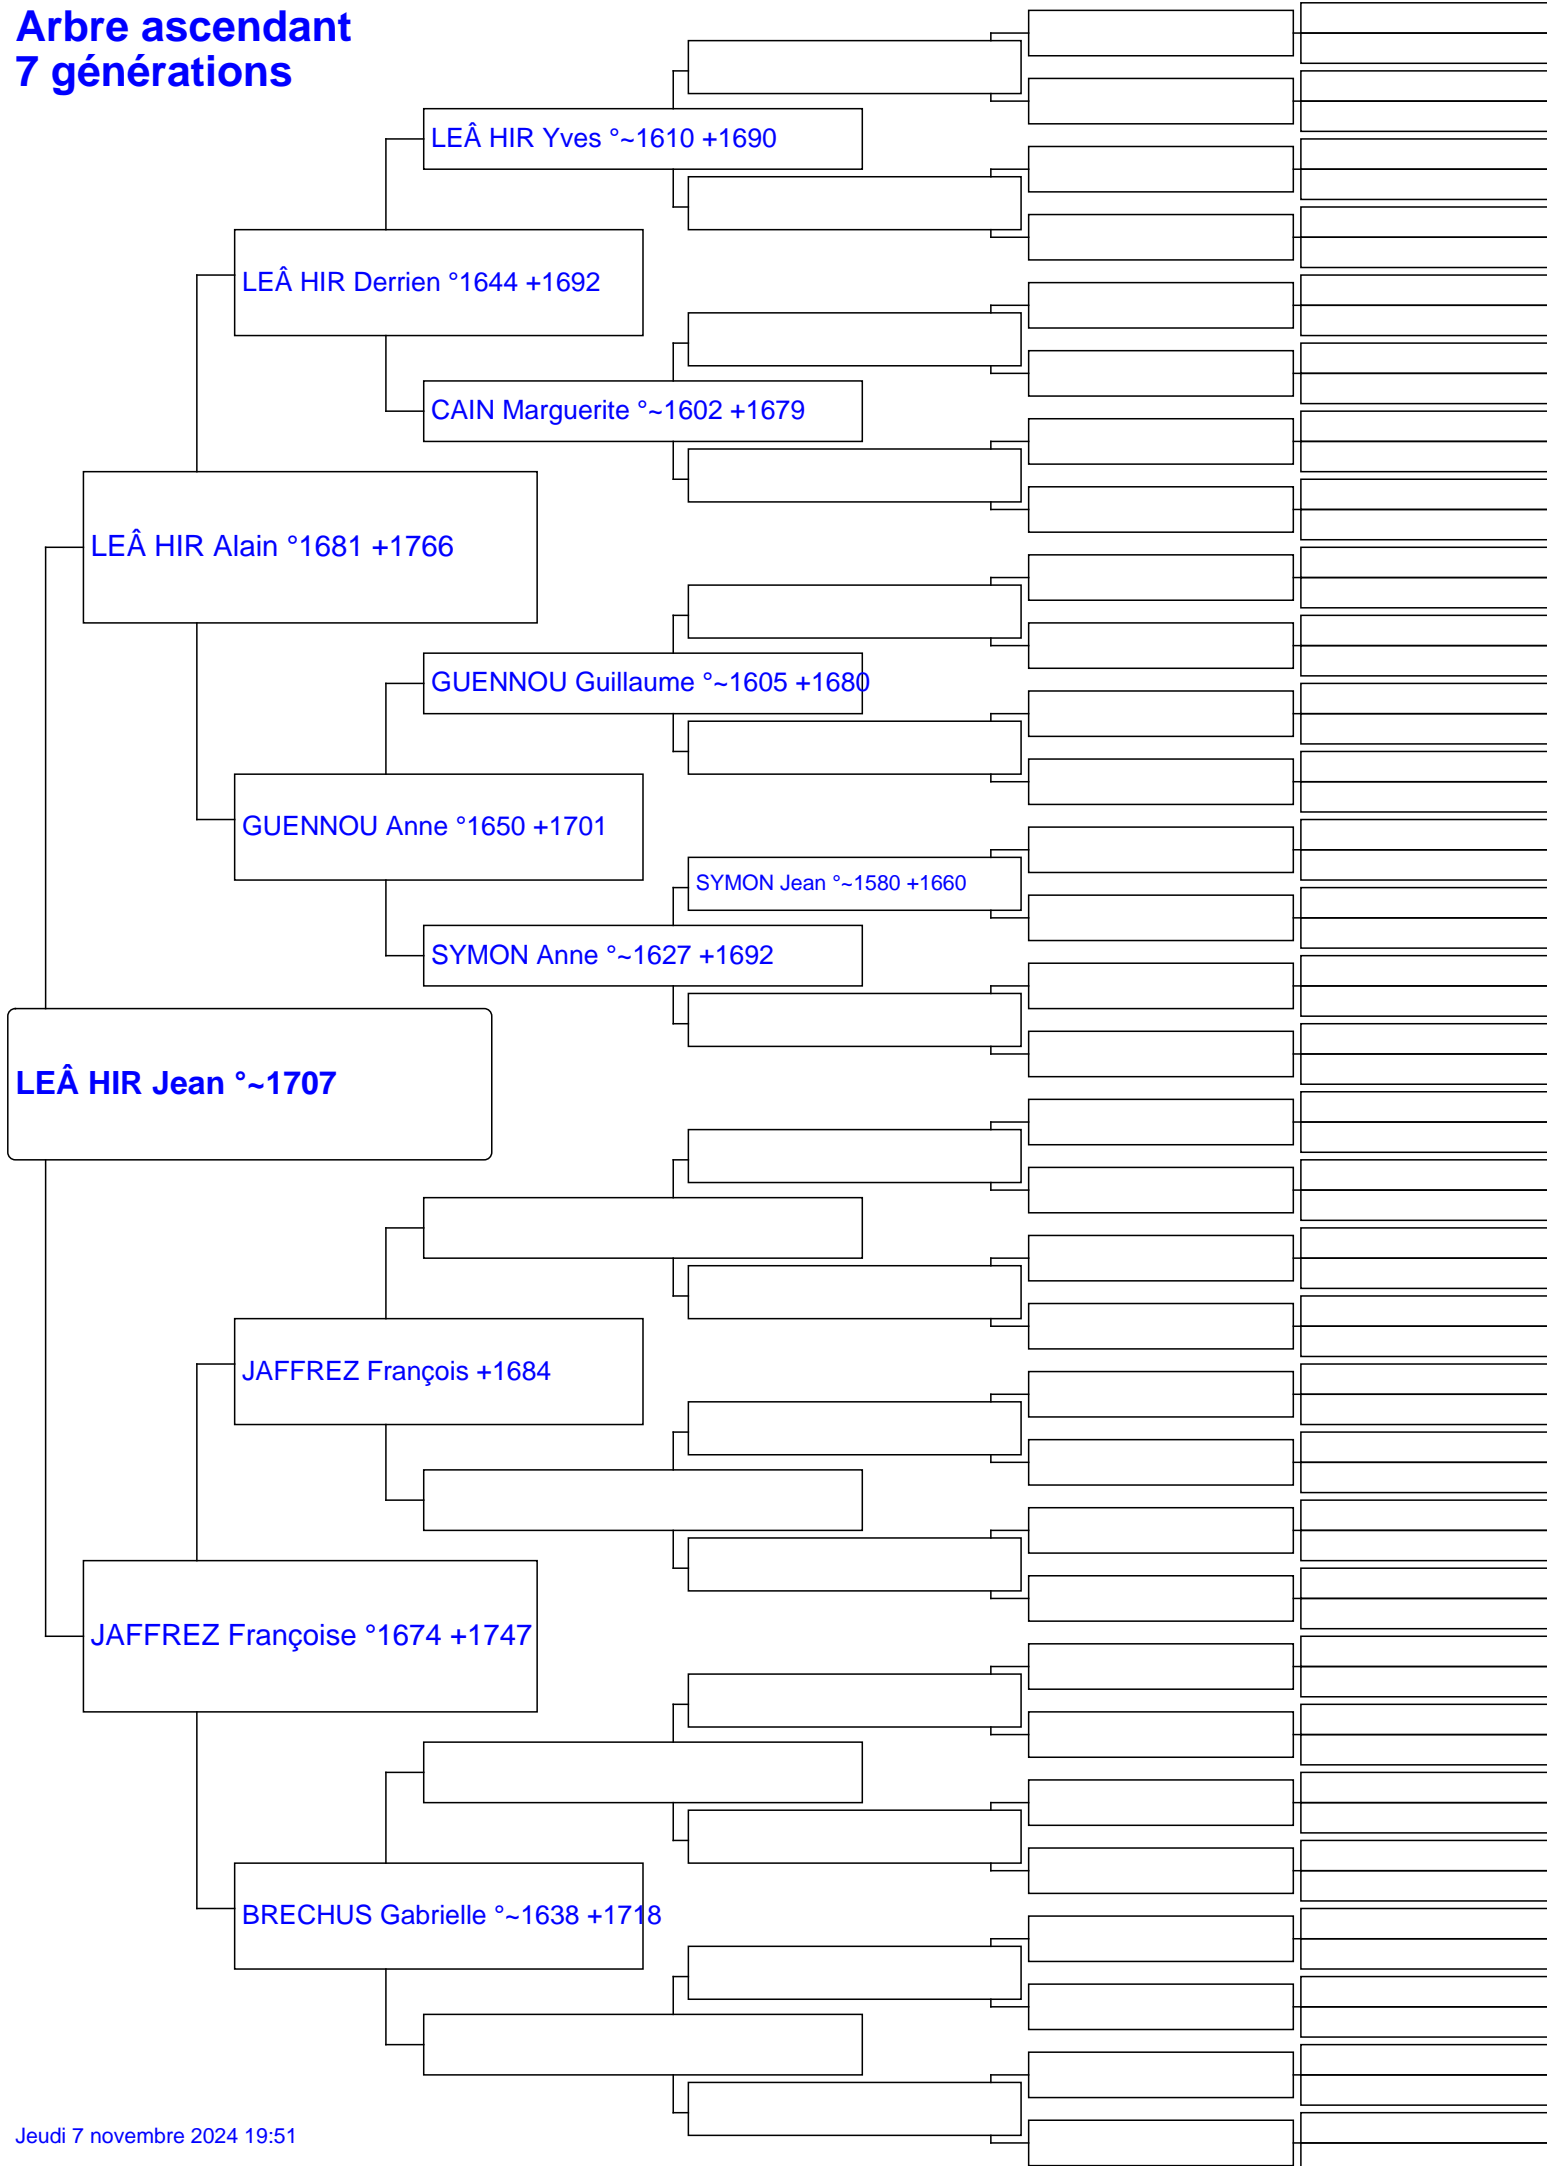 Arbre ascendant
7 générations
LEÂ HIR Yves °~1610 +1690
LEÂ HIR Derrien °1644 +1692
CAIN Marguerite °~1602 +1679
LEÂ HIR Alain °1681 +1766
GUENNOU Guillaume °~1605 +1680
GUENNOU Anne °1650 +1701
SYMON Jean °~1580 +1660
SYMON Anne °~1627 +1692
LEÂ HIR Jean °~1707
JAFFREZ François +1684
JAFFREZ Françoise °1674 +1747
BRECHUS Gabrielle °~1638 +1718
Jeudi 7 novembre 2024 19:51